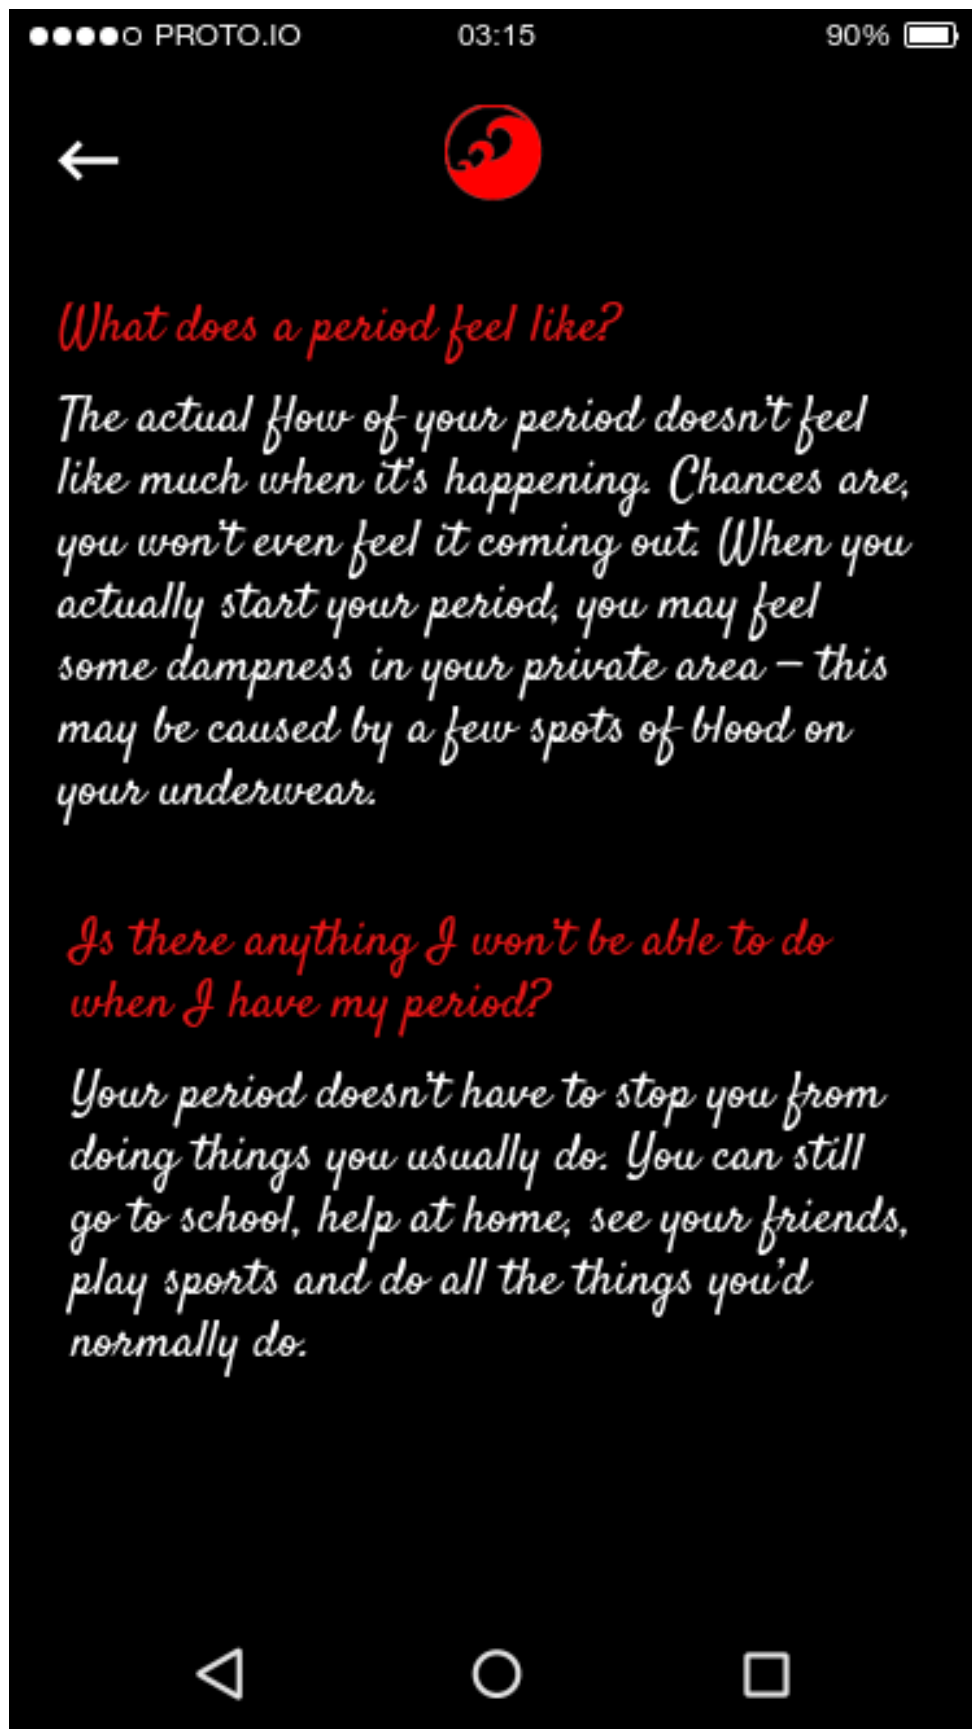 PROTO.IO 03:15 90%
What does a period feel like?
The actual flow of your period doesn't feel
like much when it's happening. Chances are,
you won't even feel it coming out. When you
actually start your period, you may feel
some dampness in your private area – this
may be caused by a few spots of blood on
your underwear.
Is there anything I won't be able to do
when I have my period?
Your period doesn't have to stop you from
doing things you usually do. You can still
go to school, help at home, see your friends,
play sports and do all the things you'd
normally do.